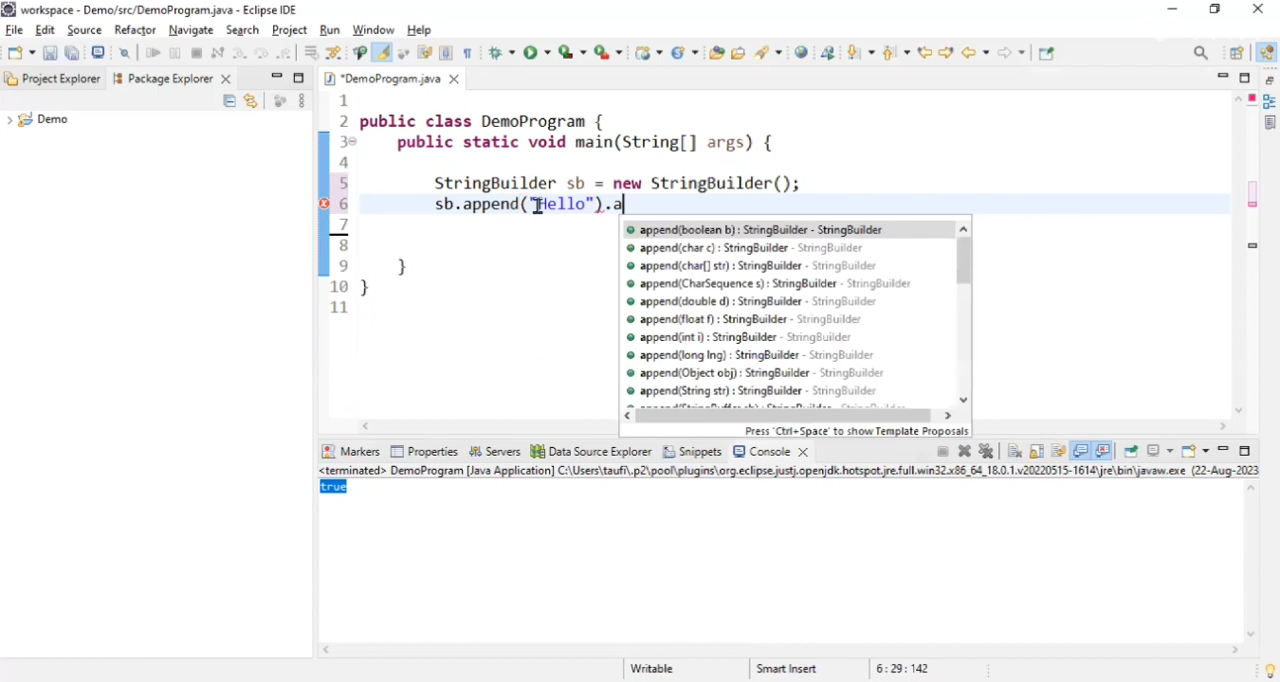 workspace - Demo/src/DemoProgram.java - Eclipse IDE
File Edit Source Refactor Navigate Search Project Run Window Help
Project Explorer Package Explorer
*DemoProgram.java
Demo
1
2 public class DemoProgram {
3 public static void main(String[] args) {
4
5 StringBuilder sb = new StringBuilder();
6 sb.append("Hello").a
7
8
9 }
10 }
11
append(boolean b) : StringBuilder - StringBuilder
append(char c) : StringBuilder - StringBuilder
append(char[] str) : StringBuilder - StringBuilder
append(CharSequence s) : StringBuilder - StringBuilder
append(double d) : StringBuilder - StringBuilder
append(float f) : StringBuilder - StringBuilder
append(int i) : StringBuilder - StringBuilder
append(long lng) : StringBuilder - StringBuilder
append(Object obj) : StringBuilder - StringBuilder
append(String str) : StringBuilder - StringBuilder
Press 'Ctrl+Space' to show Template Proposals
Markers Properties Servers Data Source Explorer Snippets Console
<terminated> DemoProgram [Java Application] C:\Users\taufi\.p2\pool\plugins\org.eclipse.justj.openjdk.hotspot.jre.full.win32.x86_64_18.0.1.v20220515-1614\jre\bin\javaw.exe (22-Aug-2023
true
Writable Smart Insert 6 : 29 : 142